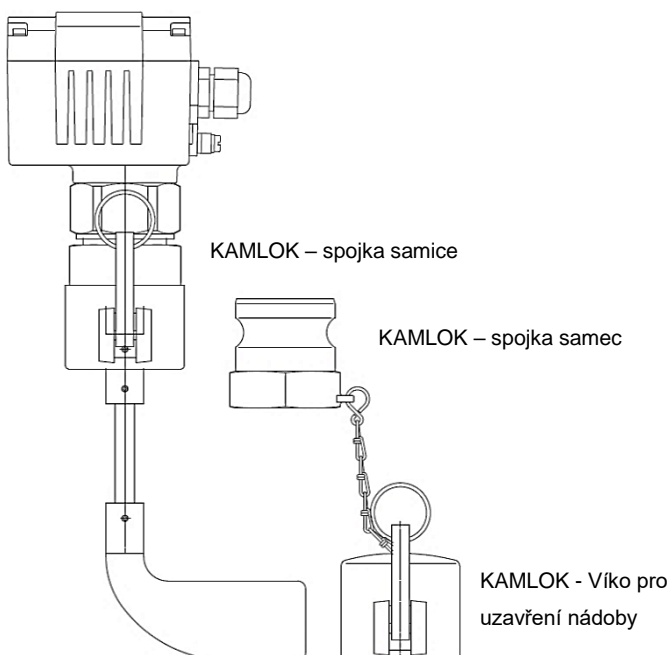 KAMLOK – spojka samice
KAMLOK – spojka samec
KAMLOK - Víko pro
uzavření nádoby